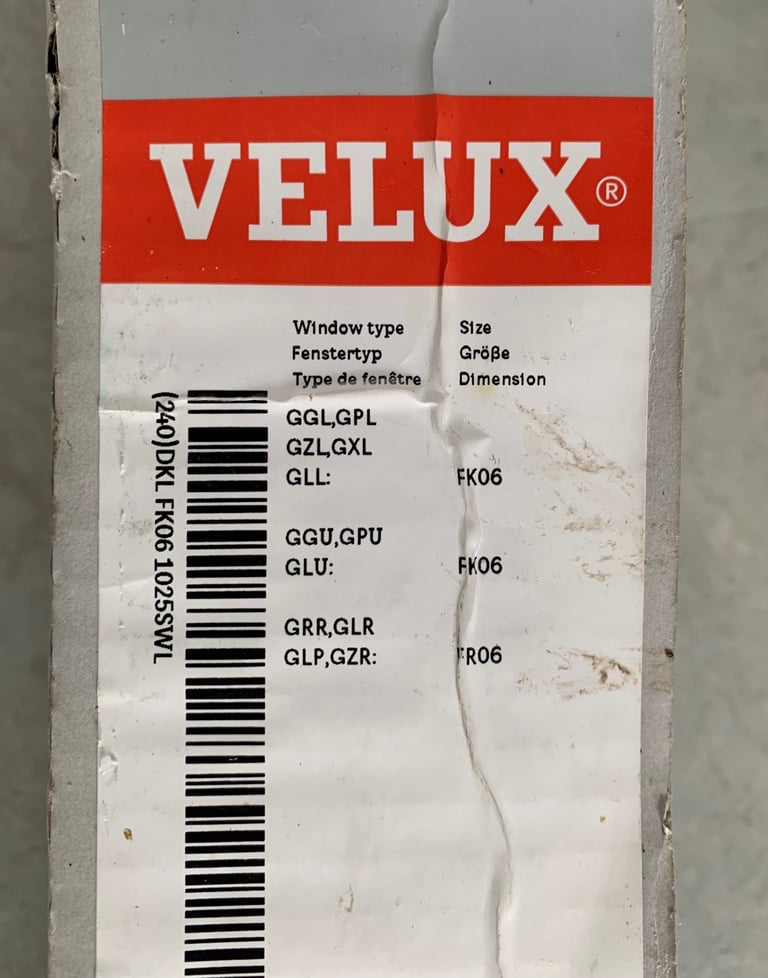 VELUX®
Window type Size
Fenstertyp Größe
Type de fenêtre Dimension
GGL,GPL
GZL,GXL
GLL: FK06
GGU,GPU
GLU: FK06
GRR,GLR
GLP,GZR: FR06
(240)DKL FK06 1025SWL